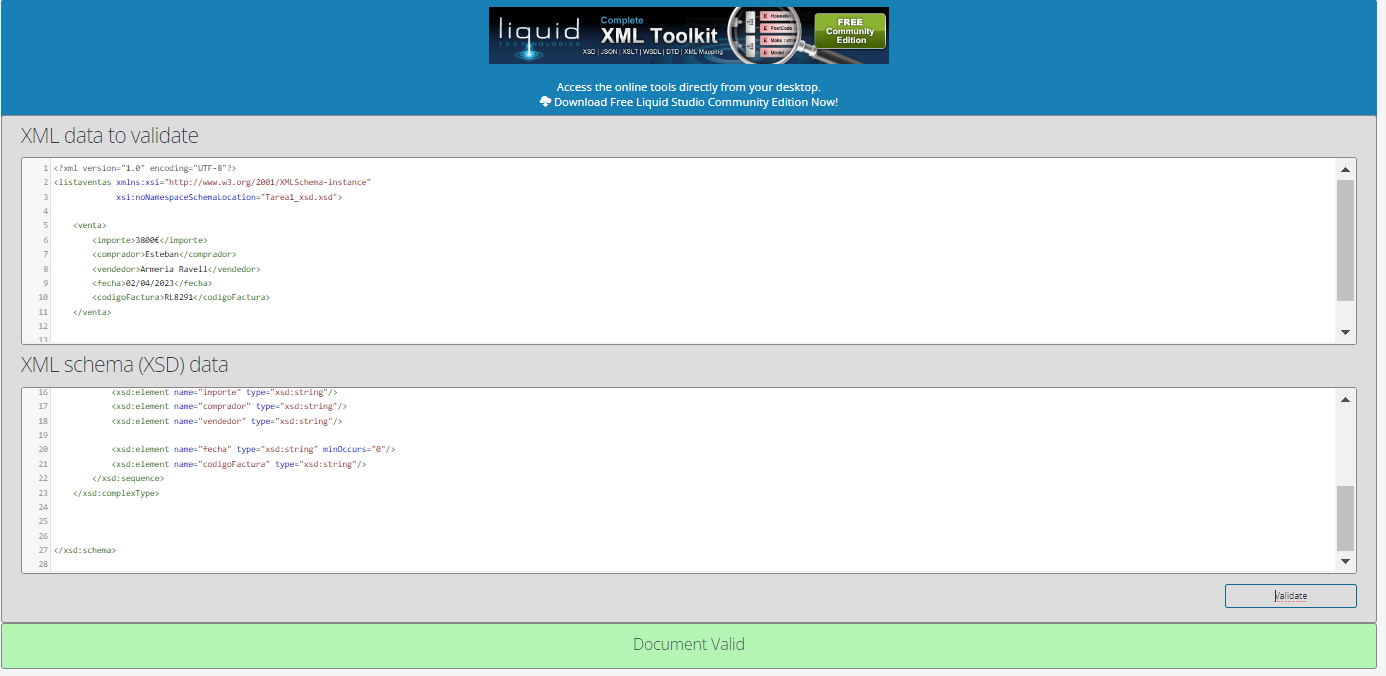 liquid
TECHNOLOGIES
Complete
XML Toolkit
XSD | JSON | XSLT | WSDL | DTD | XML Mapping
E HouseNo
E PostCode
E Make : string
E Model
FREE
Community
Edition
Access the online tools directly from your desktop.
Download Free Liquid Studio Community Edition Now!
XML data to validate
1 <?xml version="1.0" encoding="UTF-8"?>
2 <listaventas xmlns:xsi="http://www.w3.org/2001/XMLSchema-instance"
3 xsi:noNamespaceSchemaLocation="Tarea1_xsd.xsd">
4
5 <venta>
6 <importe>3800€</importe>
7 <comprador>Esteban</comprador>
8 <vendedor>Armeria Ravell</vendedor>
9 <fecha>02/04/2023</fecha>
10 <codigoFactura>RL8291</codigoFactura>
11 </venta>
12
13
XML schema (XSD) data
16 <xsd:element name="importe" type="xsd:string"/>
17 <xsd:element name="comprador" type="xsd:string"/>
18 <xsd:element name="vendedor" type="xsd:string"/>
19
20 <xsd:element name="fecha" type="xsd:string" minOccurs="0"/>
21 <xsd:element name="codigoFactura" type="xsd:string"/>
22 </xsd:sequence>
23 </xsd:complexType>
24
25
26
27 </xsd:schema>
28
Validate
Document Valid